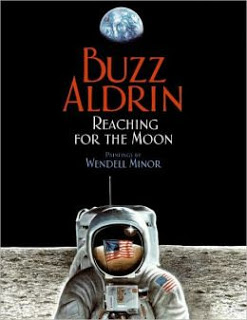 BUZZ
ALDRIN
REACHING
FOR THE MOON
PAINTINGS BY
WENDELL MINOR